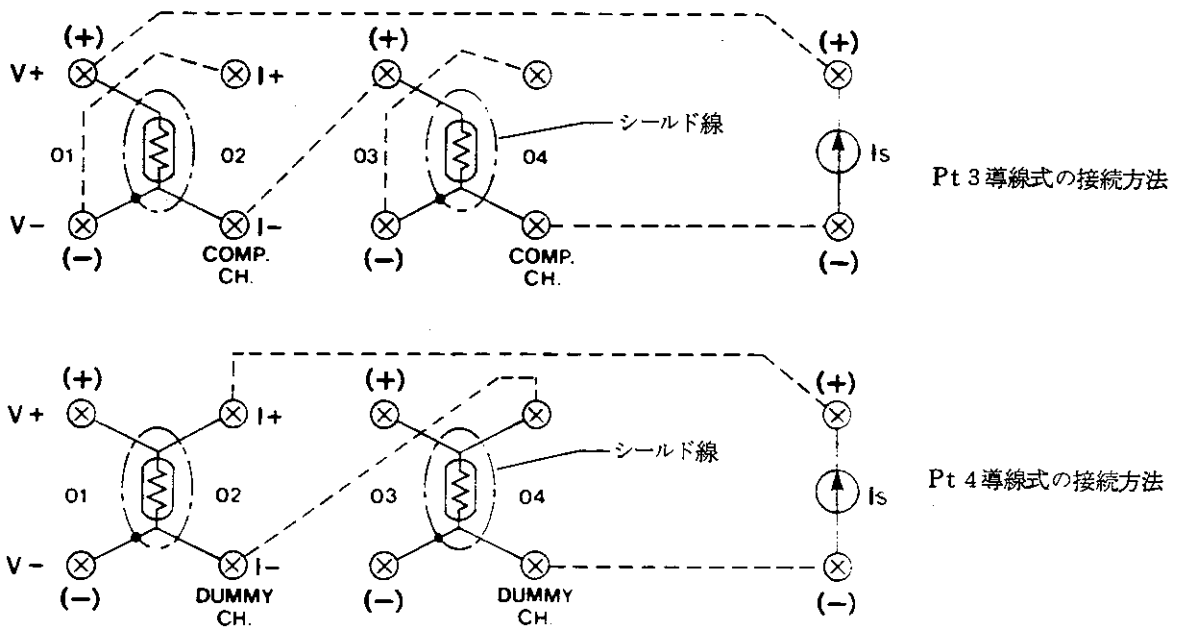 (+) (+) (+)
V+ I+
シールド線
01 02 03 04 Is
Pt 3導線式の接続方法
V- I-
(-) COMP. CH. (-) COMP. CH. (-)
(+) (+) (+)
V+ I+
シールド線
01 02 03 04 Is
Pt 4導線式の接続方法
V- I-
(-) DUMMY CH. (-) DUMMY CH. (-)